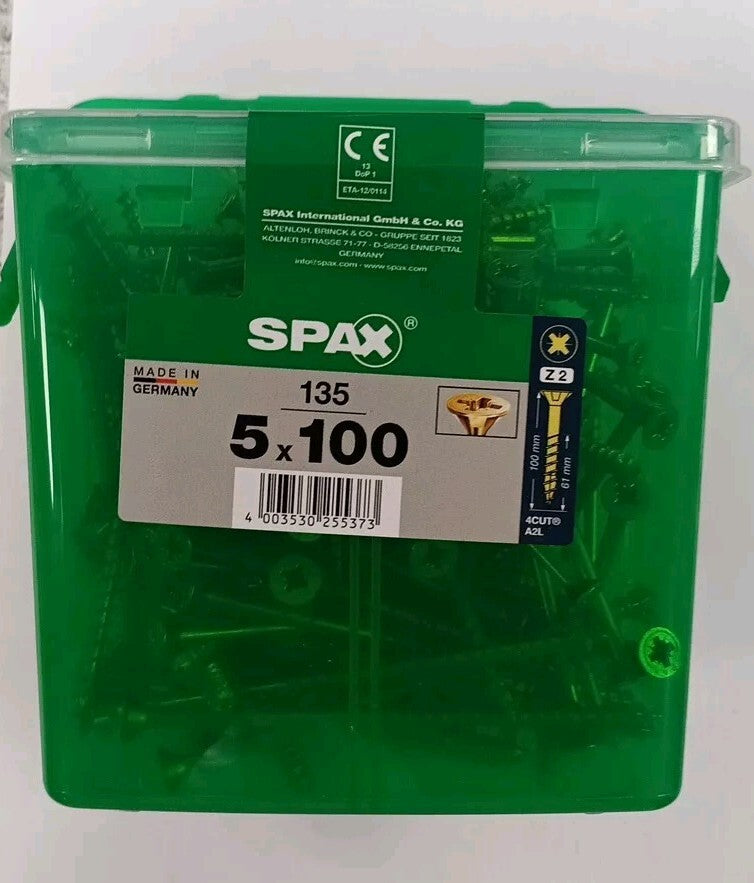 CE
13
DoP 1
ETA-12/0114
SPAX International GmbH & Co. KG
ALTENLOH, BRINCK & CO - GRUPPE SEIT 1823
KÖLNER STRASSE 71-77 - D-58256 ENNEPETAL
GERMANY
info@spax.com - www.spax.com
SPAX®
MADE IN
GERMANY
135
5 x 100
4 003530 255373
Z 2
100 mm
61 mm
4CUT®
A2L